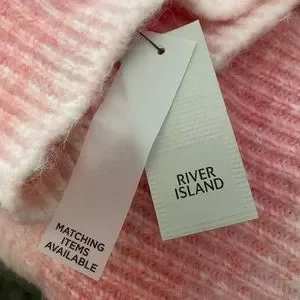 MATCHING
ITEMS
AVAILABLE
RIVER
ISLAND